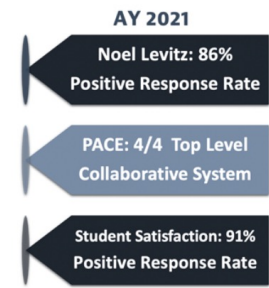 AY 2021
Noel Levitz: 86%
Positive Response Rate
PACE: 4/4 Top Level
Collaborative System
Student Satisfaction: 91%
Positive Response Rate